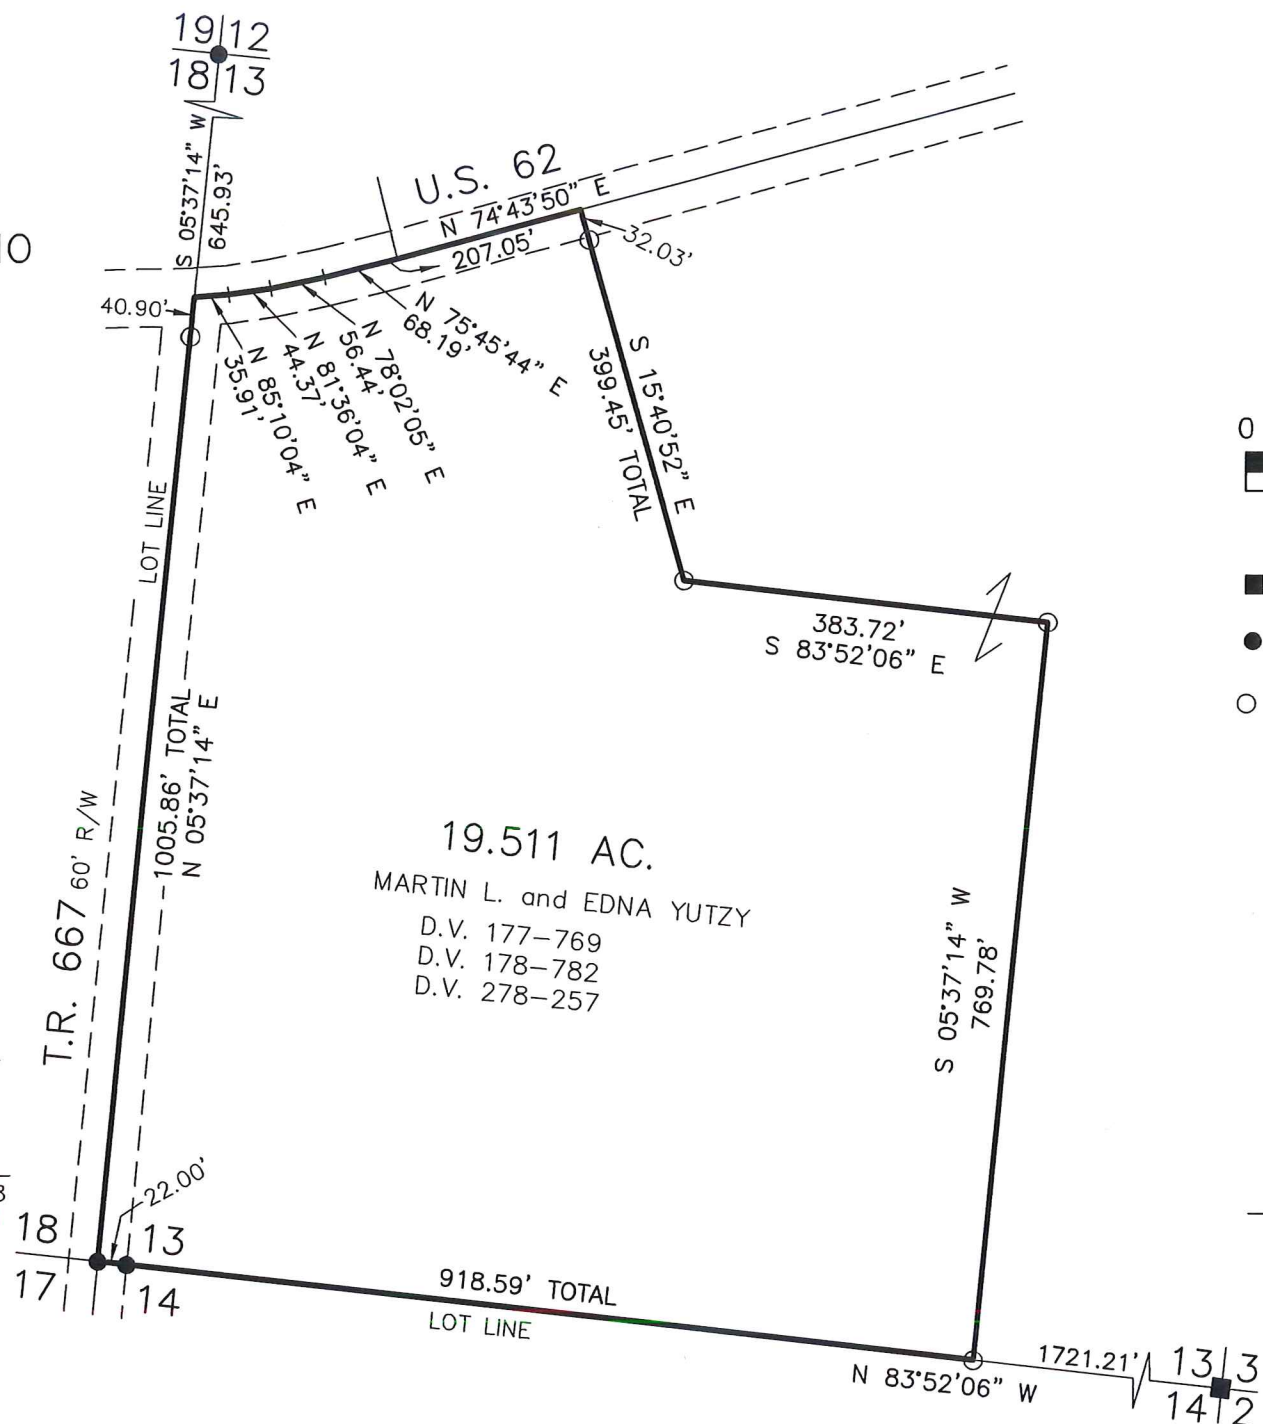 19 12
18 13
S 05°37'14" W
645.93'
U.S. 62
N 74°43'50" E
207.05'
32.03'
40.90'
N 75°45'44" E
68.19'
N 78°02'05" E
56.44'
N 81°36'04" E
44.37'
N 85°10'04" E
35.91'
S 15°40'52" E
399.45' TOTAL
0
LOT LINE
383.72'
S 83°52'06" E
1005.86' TOTAL
N 05°37'14" E
T.R. 667 60' R/W
19.511 AC.
MARTIN L. and EDNA YUTZY
D.V. 177-769
D.V. 178-782
D.V. 278-257
S 05°37'14" W
769.78'
22.00'
18 13
17 14
918.59' TOTAL
LOT LINE
N 83°52'06" W
1721.21'
13 3
14 2